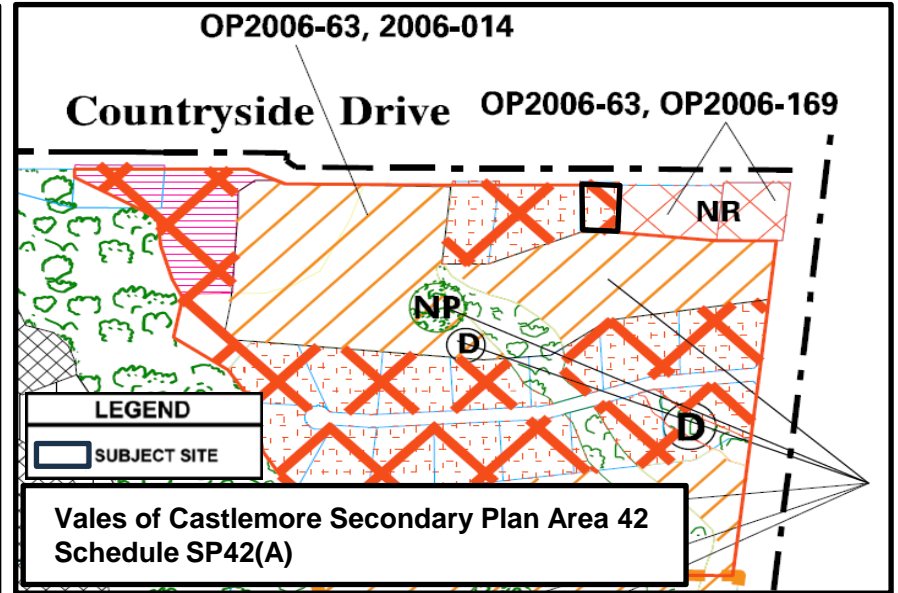 OP2006-63, 2006-014
Countryside Drive
OP2006-63, OP2006-169
NR
NP
D
D
LEGEND
SUBJECT SITE
Vales of Castlemore Secondary Plan Area 42
Schedule SP42(A)